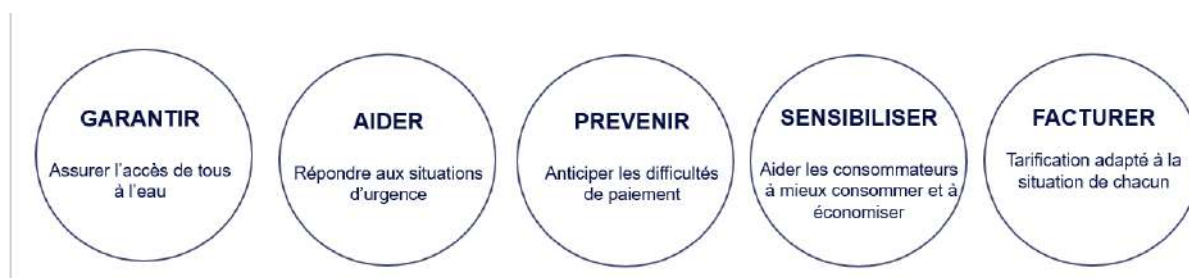 GARANTIR
Assurer l'accès de tous
à l'eau
AIDER
Répondre aux situations
d'urgence
PREVENIR
Anticiper les difficultés
de paiement
SENSIBILISER
Aider les consommateurs
à mieux consommer et à
économiser
FACTURER
Tarification adapté à la
situation de chacun